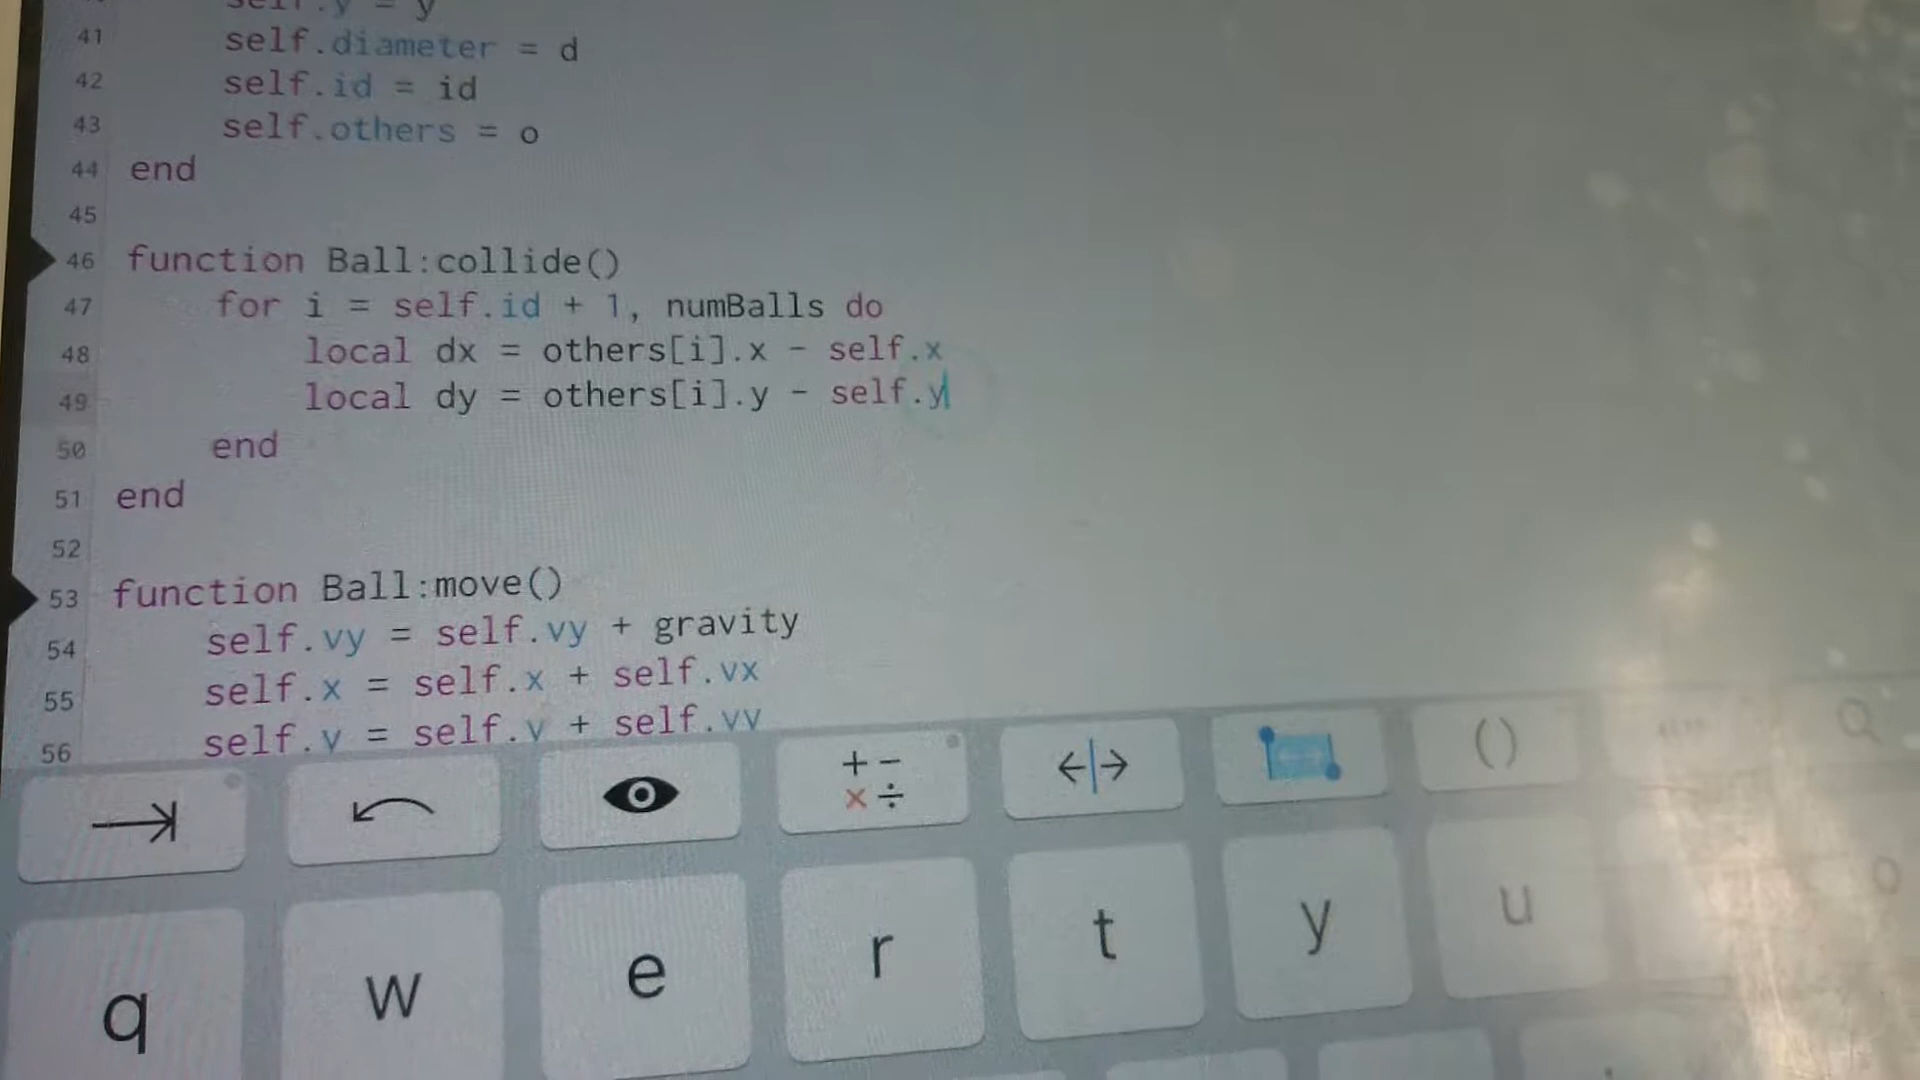 self.y = y
41 self.diameter = d
42 self.id = id
43 self.others = o
44 end
45
46 function Ball:collide()
47 for i = self.id + 1, numBalls do
48 local dx = others[i].x - self.x
49 local dy = others[i].y - self.y
50 end
51 end
52
53 function Ball:move()
54 self.vy = self.vy + gravity
55 self.x = self.x + self.vx
56 self.y = self.y + self.vy
+ - × ÷
()
q w e r t y u